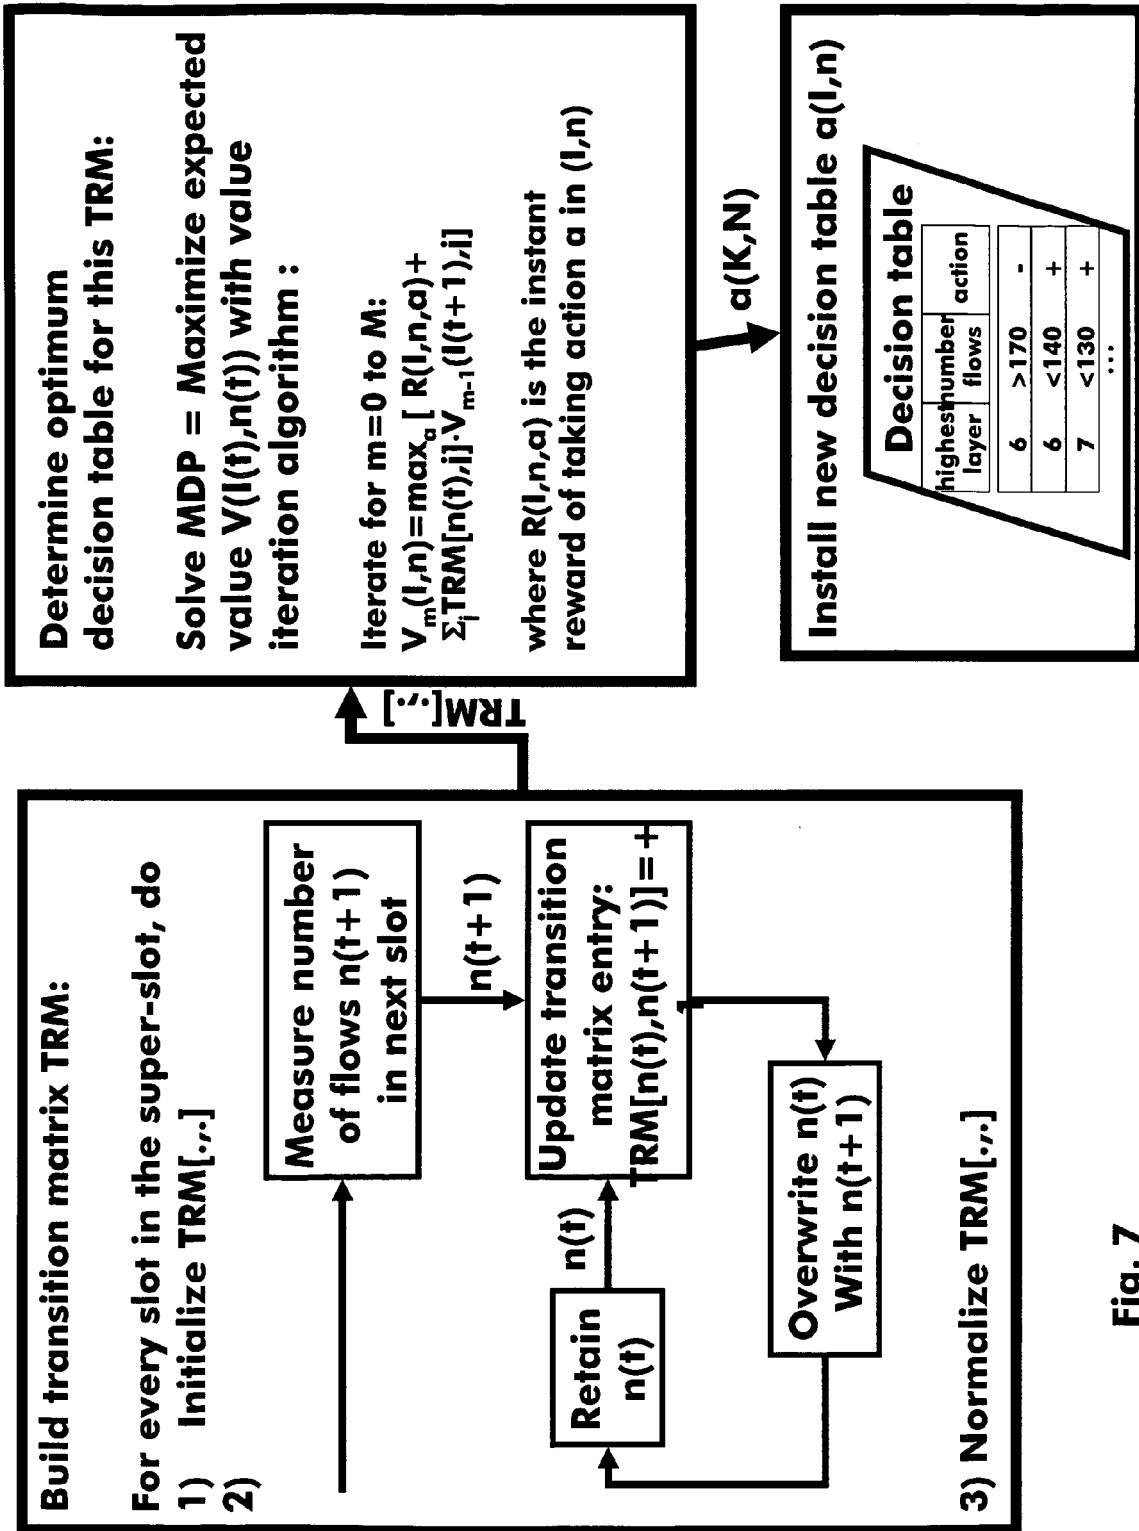 Build transition matrix TRM:
For every slot in the super-slot, do
1) Initialize TRM[.,.]
2)
Measure number
of flows n(t+1)
in next slot
n(t+1)
Retain
n(t)
n(t)
Update transition
matrix entry:
TRM[n(t),n(t+1)]=+
1
Overwrite n(t)
With n(t+1)
3) Normalize TRM[.,.]
TRM[.,.]
Determine optimum
decision table for this TRM:
Solve MDP = Maximize expected
value V(l(t),n(t)) with value
iteration algorithm :
Iterate for m=0 to M:
Vm(l,n)=maxa[ R(l,n,a)+
Σi TRM[n(t),i]·Vm-1(l(t+1),i]
where R(l,n,a) is the instant
reward of taking action a in (l,n)
a(K,N)
Install new decision table a(l,n)
Decision table
highest number action
layer flows
6 >170 -
6 <140 +
7 <130 +
...
Fig. 7